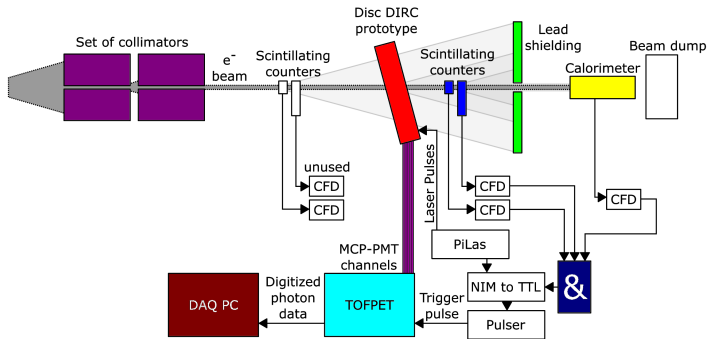 Disc DIRC
prototype
Set of collimators
e-
beam
Scintillating
counters
Scintillating
counters
Lead
shielding
Calorimeter
Beam dump
unused
CFD
CFD
Laser Pulses
CFD
CFD
CFD
PiLas
MCP-PMT
channels
Digitized
photon
data
DAQ PC
TOFPET
Trigger
pulse
NIM to TTL
&
Pulser